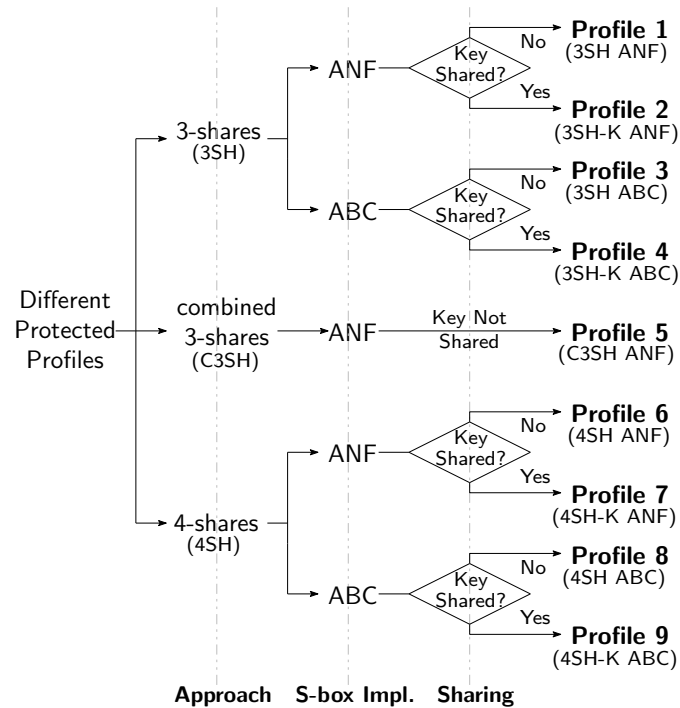 Different
Protected
Profiles
3-shares
(3SH)
combined
3-shares
(C3SH)
4-shares
(4SH)
ANF
Key
Shared?
No
Profile 1
(3SH ANF)
Yes
Profile 2
(3SH-K ANF)
ABC
Key
Shared?
No
Profile 3
(3SH ABC)
Yes
Profile 4
(3SH-K ABC)
ANF
Key Not
Shared
Profile 5
(C3SH ANF)
ANF
Key
Shared?
No
Profile 6
(4SH ANF)
Yes
Profile 7
(4SH-K ANF)
ABC
Key
Shared?
No
Profile 8
(4SH ABC)
Yes
Profile 9
(4SH-K ABC)
Approach S-box Impl. Sharing